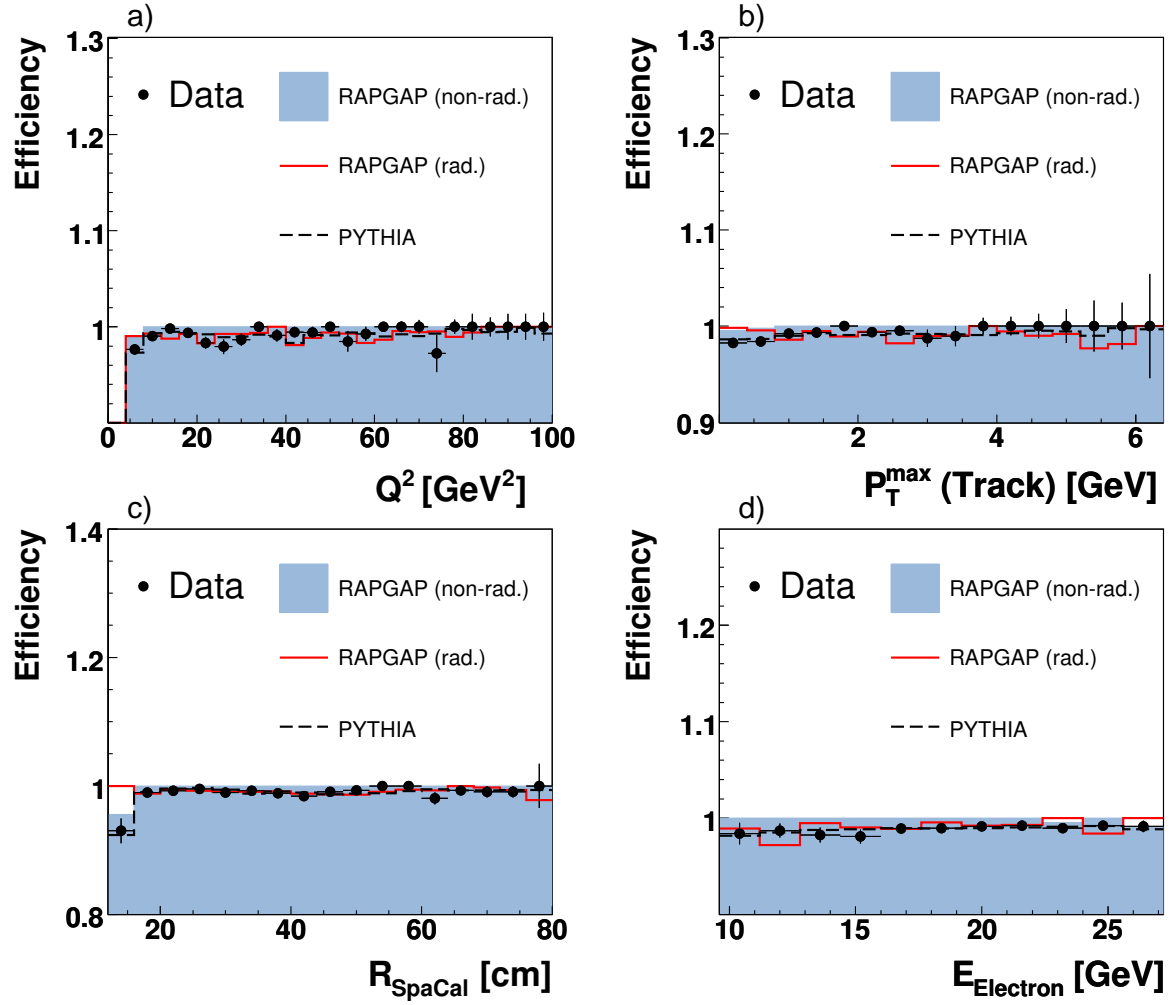 a)
Efficiency
1.3
1.2
1.1
1
Data
RAPGAP (non-rad.)
RAPGAP (rad.)
PYTHIA
0 20 40 60 80 100
Q² [GeV²]
b)
Efficiency
1.3
1.2
1.1
1
0.9
Data
RAPGAP (non-rad.)
RAPGAP (rad.)
PYTHIA
2 4 6
P_T^max (Track) [GeV]
c)
Efficiency
1.4
1.2
1
0.8
Data
RAPGAP (non-rad.)
RAPGAP (rad.)
PYTHIA
20 40 60 80
R_SpaCal [cm]
d)
Efficiency
1.2
1.1
1
Data
RAPGAP (non-rad.)
RAPGAP (rad.)
PYTHIA
10 15 20 25
E_Electron [GeV]